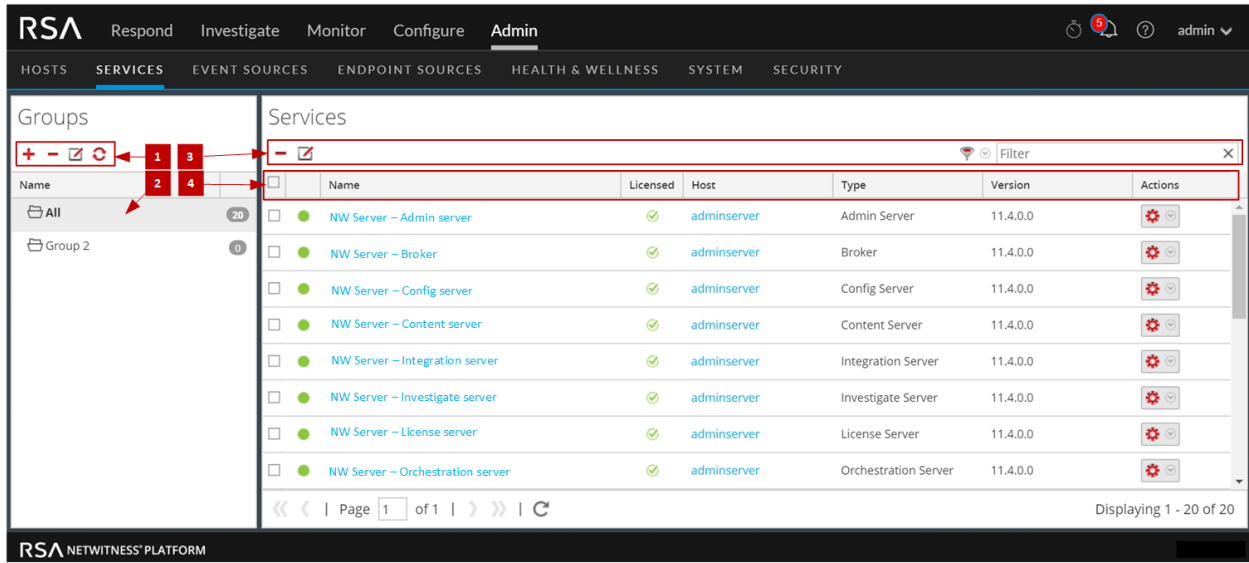 RSA Respond Investigate Monitor Configure Admin 5 admin
HOSTS SERVICES EVENT SOURCES ENDPOINT SOURCES HEALTH & WELLNESS SYSTEM SECURITY
Groups
Services
1 3
Filter
2 4
Name
Name Licensed Host Type Version Actions
All 20
Group 2 0
NW Server – Admin server adminserver Admin Server 11.4.0.0
NW Server – Broker adminserver Broker 11.4.0.0
NW Server – Config server adminserver Config Server 11.4.0.0
NW Server – Content server adminserver Content Server 11.4.0.0
NW Server – Integration server adminserver Integration Server 11.4.0.0
NW Server – Investigate server adminserver Investigate Server 11.4.0.0
NW Server – License server adminserver License Server 11.4.0.0
NW Server – Orchestration server adminserver Orchestration Server 11.4.0.0
Page 1 of 1 Displaying 1 - 20 of 20
RSA NETWITNESS® PLATFORM